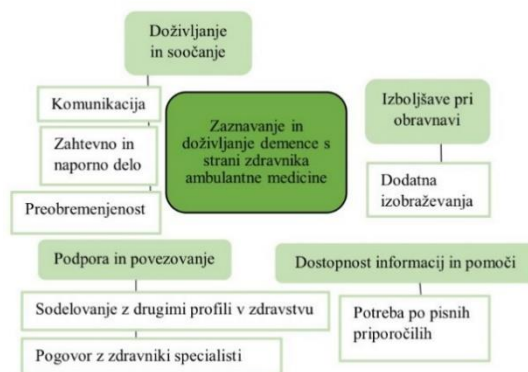 Doživljanje
in soočanje
Komunikacija
Zahtevno in
naporno delo
Preobremenjenost
Zaznavanje in
doživljanje demence s
strani zdravnika
ambulantne medicine
Izboljšave pri
obravnavi
Dodatna
izobraževanja
Podpora in povezovanje
Sodelovanje z drugimi profili v zdravstvu
Pogovor z zdravniki specialisti
Dostopnost informacij in pomoči
Potreba po pisnih
priporočilih